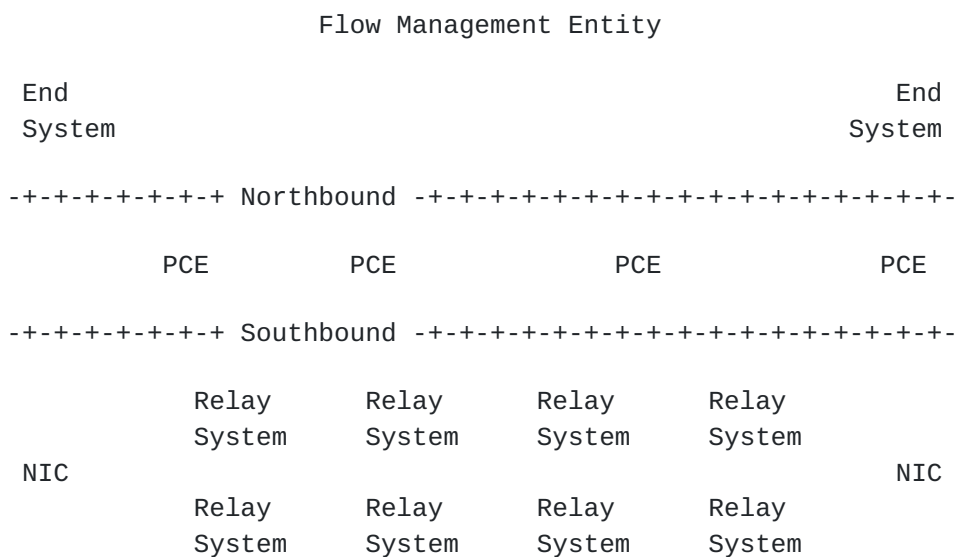 Flow Management Entity
End                                                     End
System                                               System
-+-+-+-+-+-+-+ Northbound -+-+-+-+-+-+-+-+-+-+-+-+-+-+-+-+-+-
PCE         PCE              PCE              PCE
-+-+-+-+-+-+-+ Southbound -+-+-+-+-+-+-+-+-+-+-+-+-+-+-+-+-+-
Relay      Relay      Relay      Relay
System     System     System     System
NIC                                                     NIC
Relay      Relay      Relay      Relay
System     System     System     System